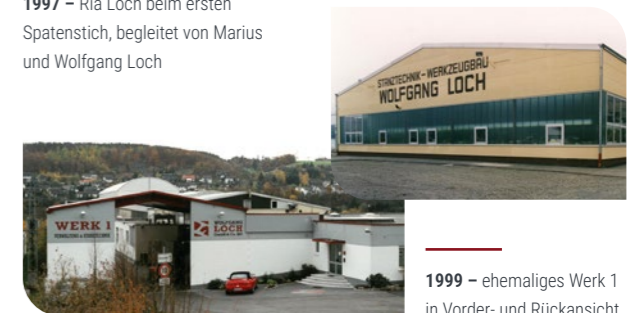 1997 – Ria Loch beim ersten
Spatenstich, begleitet von Marius
und Wolfgang Loch
STANZTECHNIK – WERKZEUGBAU
WOLFGANG LOCH
WERK 1
WOLFGANG
LOCH
1999 – ehemaliges Werk 1
in Vorder- und Rückansicht